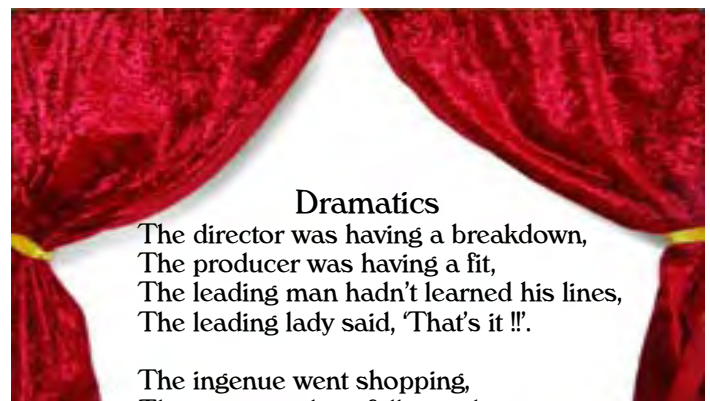 Dramatics
The director was having a breakdown,
The producer was having a fit,
The leading man hadn't learned his lines,
The leading lady said, 'That's it !!'.
The ingenue went shopping,